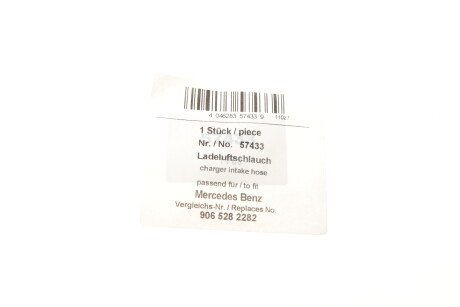 4 046283 57433 9 11027
1 Stück / piece
Nr. / No. 57433
Ladeluftschlauch
charger intake hose
passend für / to fit
Mercedes Benz
Vergleichs-Nr. / Replaces No.
906 528 2282